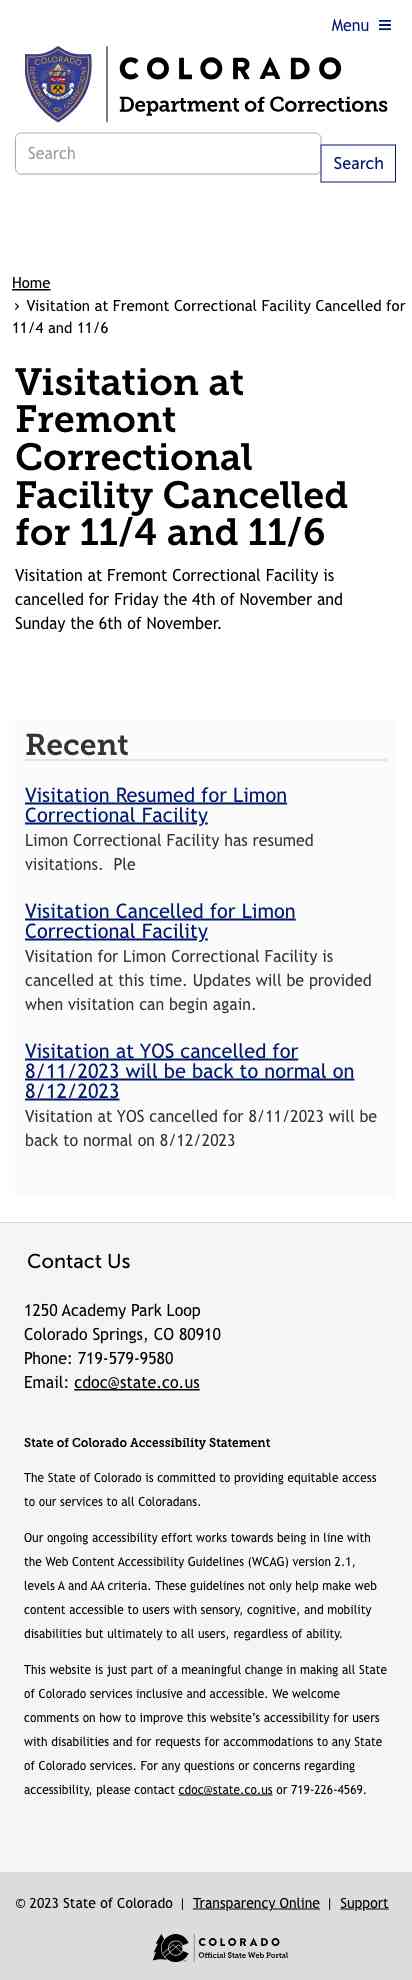 Menu
COLORADO
Department of Corrections
Search
Search
Home
› Visitation at Fremont Correctional Facility Cancelled for
11/4 and 11/6
Visitation at
Fremont
Correctional
Facility Cancelled
for 11/4 and 11/6
Visitation at Fremont Correctional Facility is
cancelled for Friday the 4th of November and
Sunday the 6th of November.
Recent
Visitation Resumed for Limon
Correctional Facility
Limon Correctional Facility has resumed
visitations.  Ple
Visitation Cancelled for Limon
Correctional Facility
Visitation for Limon Correctional Facility is
cancelled at this time. Updates will be provided
when visitation can begin again.
Visitation at YOS cancelled for
8/11/2023 will be back to normal on
8/12/2023
Visitation at YOS cancelled for 8/11/2023 will be
back to normal on 8/12/2023
Contact Us
1250 Academy Park Loop
Colorado Springs, CO 80910
Phone: 719-579-9580
Email: cdoc@state.co.us
State of Colorado Accessibility Statement
The State of Colorado is committed to providing equitable access
to our services to all Coloradans.
Our ongoing accessibility effort works towards being in line with
the Web Content Accessibility Guidelines (WCAG) version 2.1,
levels A and AA criteria. These guidelines not only help make web
content accessible to users with sensory, cognitive, and mobility
disabilities but ultimately to all users, regardless of ability.
This website is just part of a meaningful change in making all State
of Colorado services inclusive and accessible. We welcome
comments on how to improve this website's accessibility for users
with disabilities and for requests for accommodations to any State
of Colorado services. For any questions or concerns regarding
accessibility, please contact cdoc@state.co.us or 719-226-4569.
© 2023 State of Colorado | Transparency Online | Support
COLORADO
Official State Web Portal